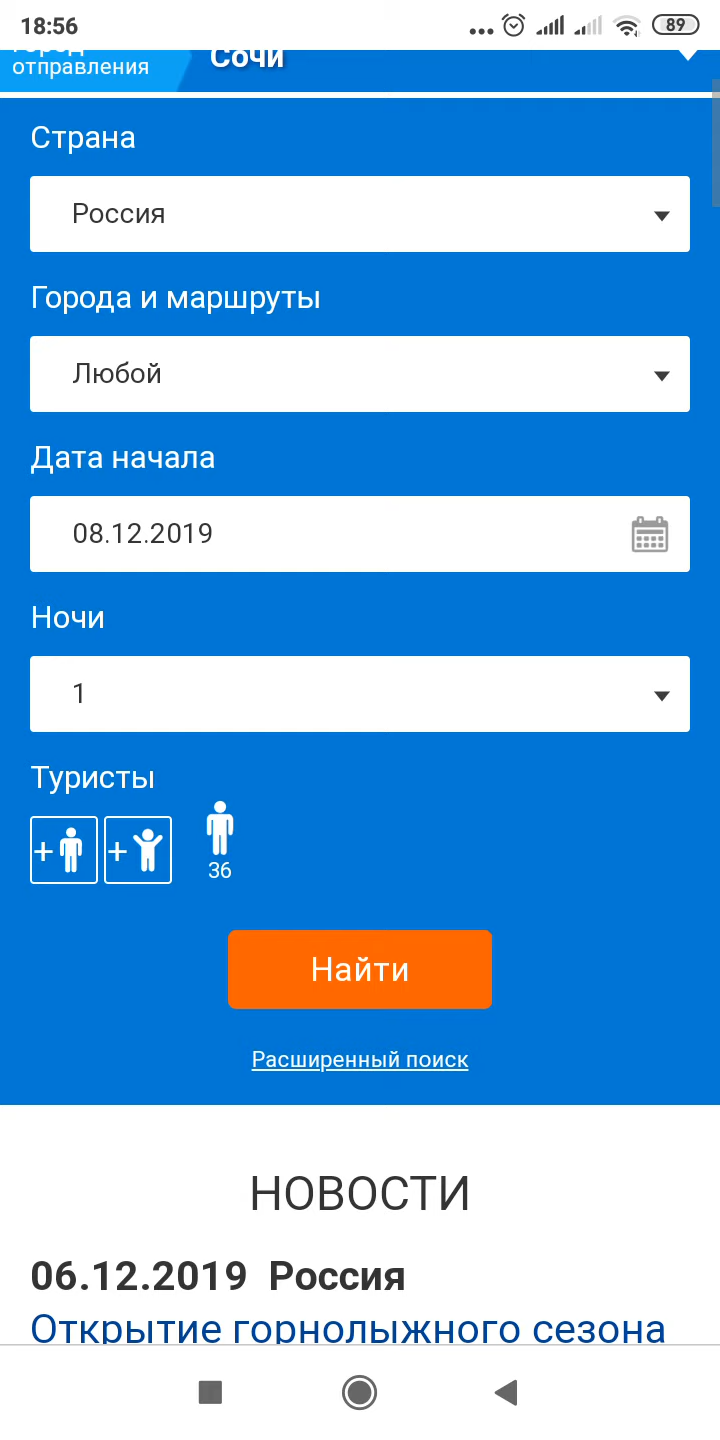 18:56
89
Город
отправления
Сочи
Страна
Россия
Города и маршруты
Любой
Дата начала
08.12.2019
Ночи
1
Туристы
+ +
36
Найти
Расширенный поиск
НОВОСТИ
06.12.2019 Россия
Открытие горнолыжного сезона